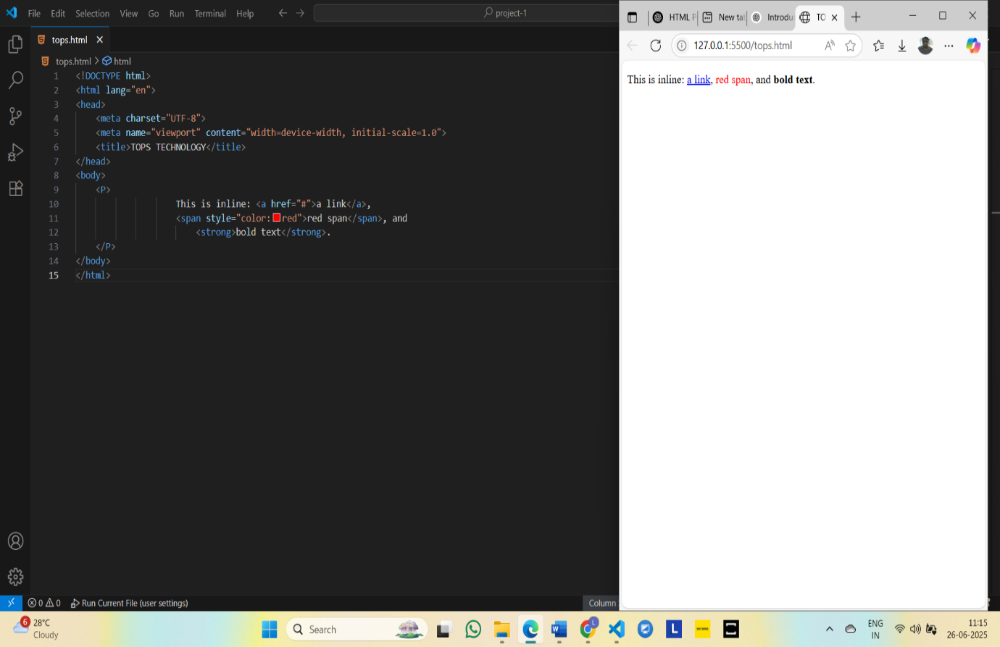 File Edit Selection View Go Run Terminal Help
project-1
tops.html
tops.html > html
1 <!DOCTYPE html>
2 <html lang="en">
3 <head>
4 <meta charset="UTF-8">
5 <meta name="viewport" content="width=device-width, initial-scale=1.0">
6 <title>TOPS TECHNOLOGY</title>
7 </head>
8 <body>
9 <P>
10 This is inline: <a href="#">a link</a>,
11 <span style="color:red">red span</span>, and
12 <strong>bold text</strong>.
13 </P>
14 </body>
15 </html>
0 0 Run Current File (user settings)
Column
HTML P New tal Introdu TO
127.0.0.1:5500/tops.html
This is inline: a link, red span, and bold text.
6 28°C
Cloudy
Search
L
L
ENG
IN
11:15
26-06-2025